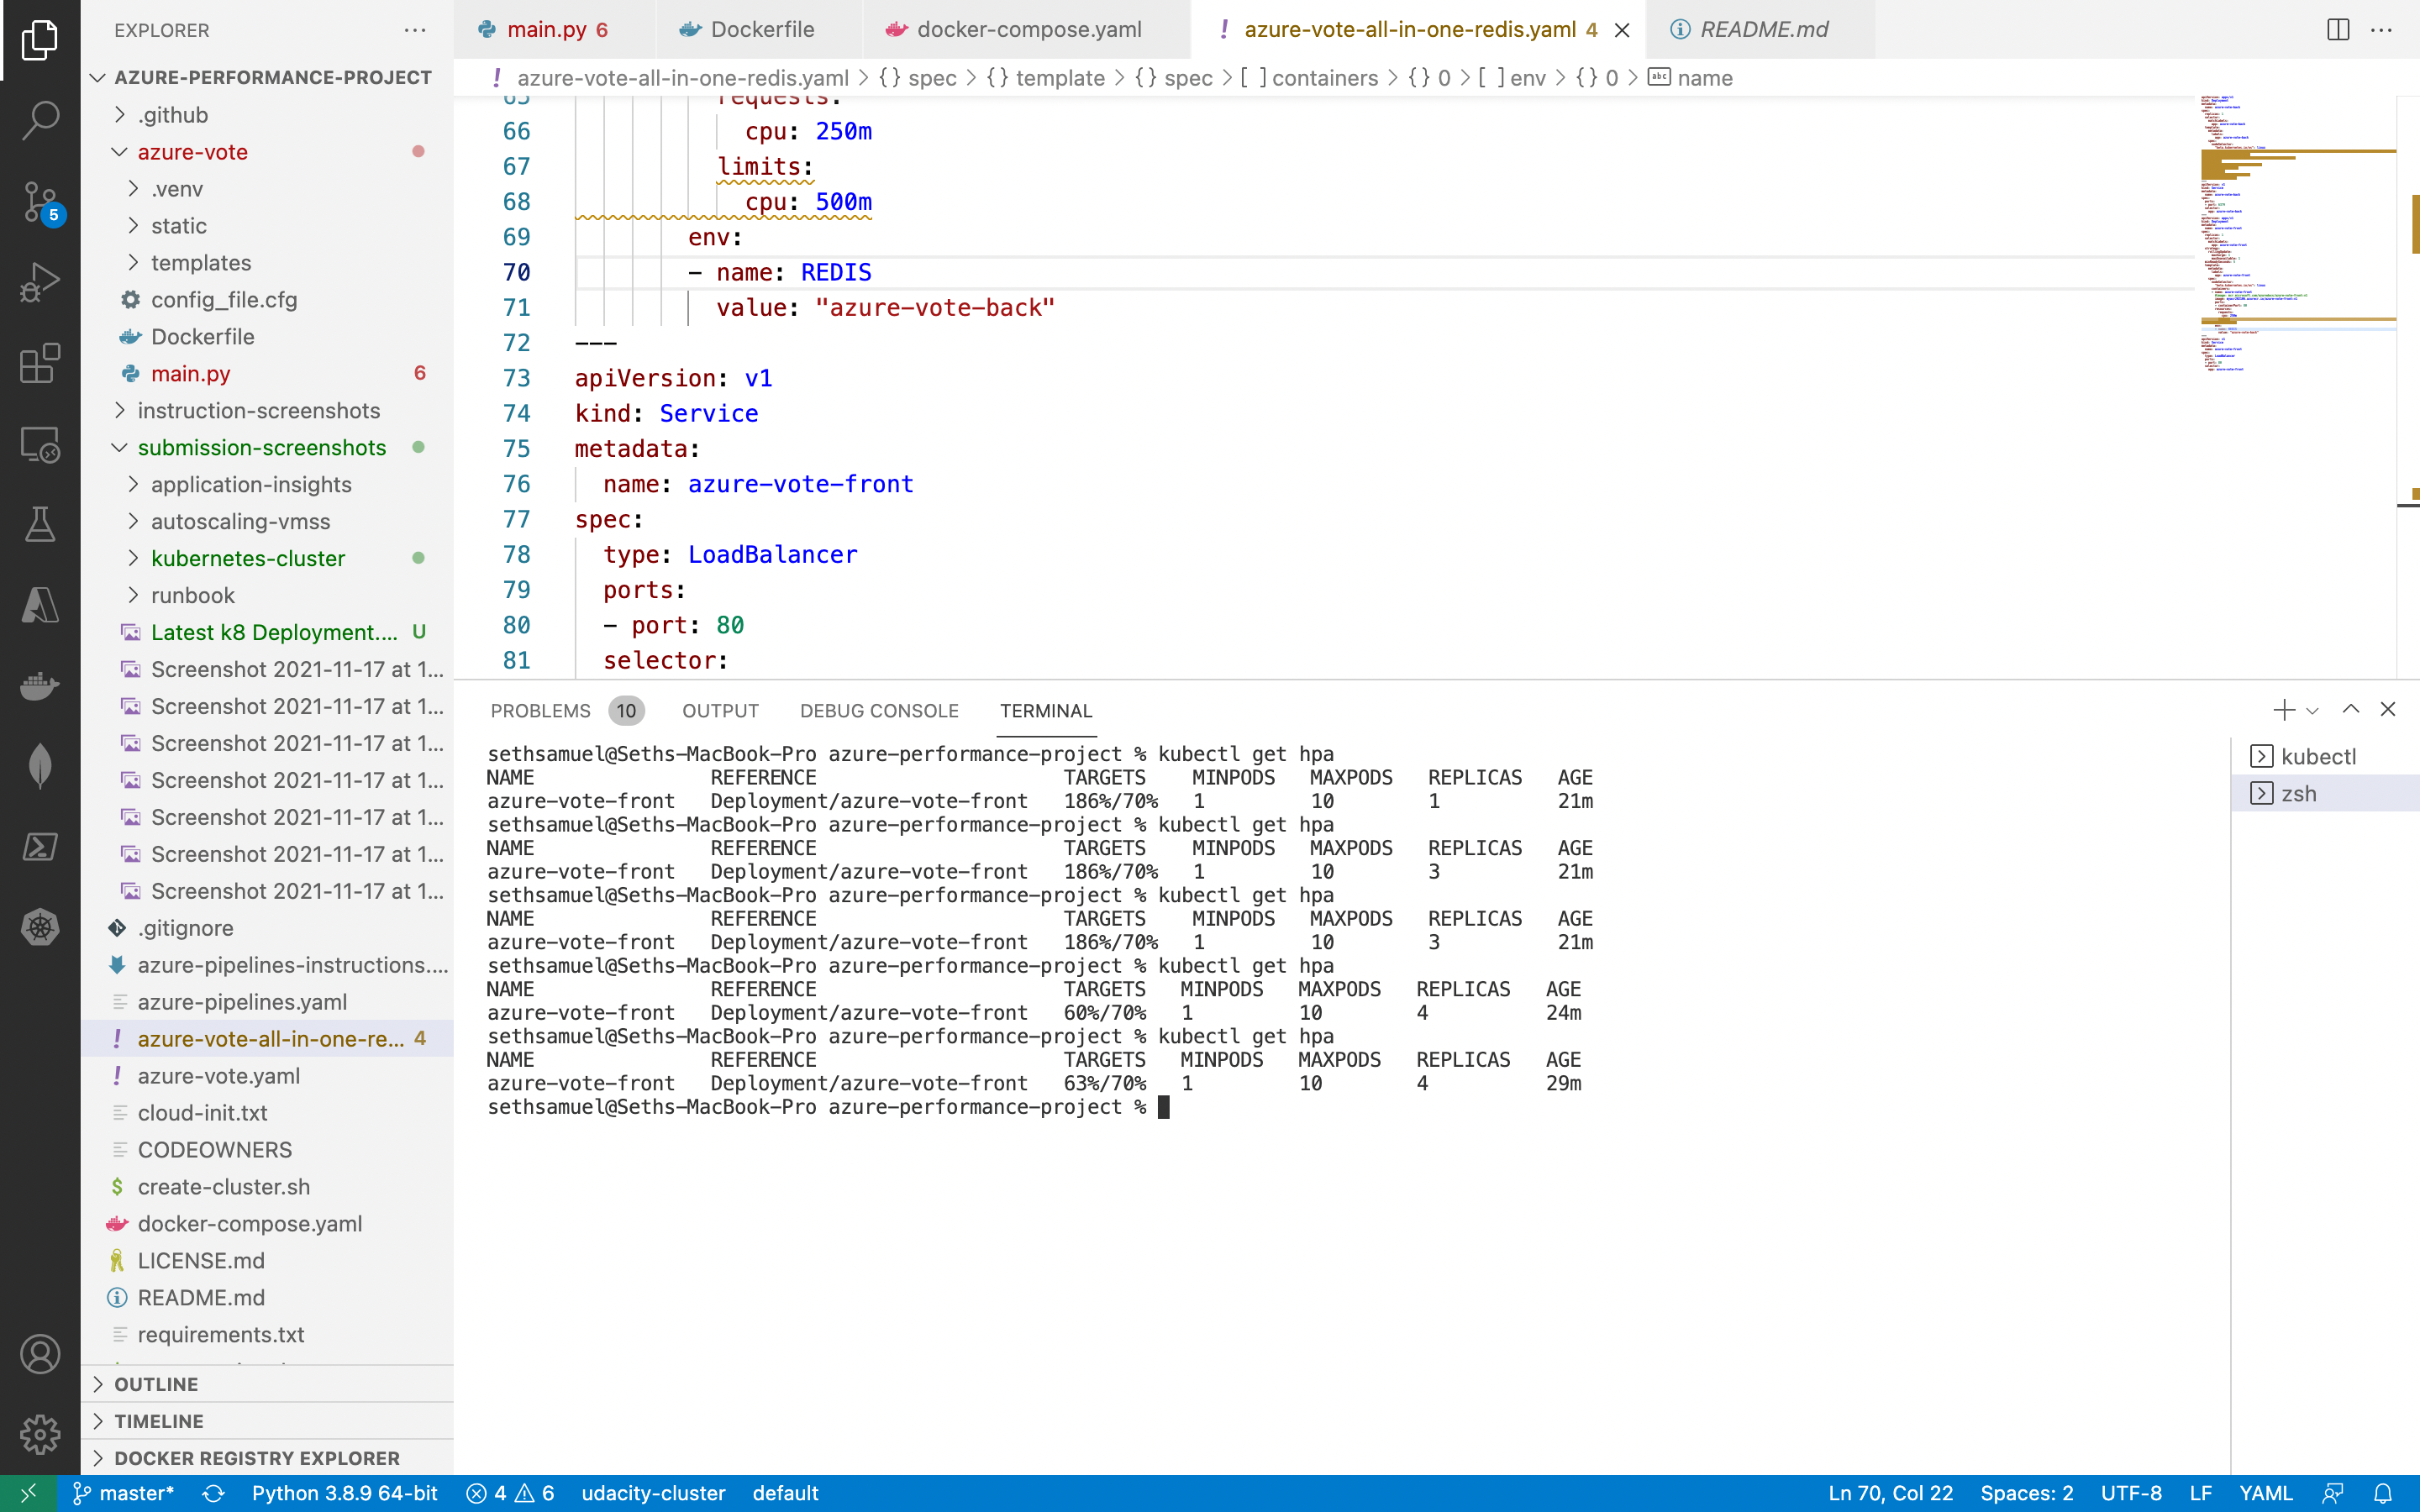 EXPLORER
AZURE-PERFORMANCE-PROJECT
.github
azure-vote
.venv
static
templates
config_file.cfg
Dockerfile
main.py 6
instruction-screenshots
submission-screenshots
application-insights
autoscaling-vmss
kubernetes-cluster
runbook
Latest k8 Deployment.... U
Screenshot 2021-11-17 at 1...
Screenshot 2021-11-17 at 1...
Screenshot 2021-11-17 at 1...
Screenshot 2021-11-17 at 1...
Screenshot 2021-11-17 at 1...
Screenshot 2021-11-17 at 1...
Screenshot 2021-11-17 at 1...
.gitignore
azure-pipelines-instructions....
azure-pipelines.yaml
azure-vote-all-in-one-re... 4
azure-vote.yaml
cloud-init.txt
CODEOWNERS
create-cluster.sh
docker-compose.yaml
LICENSE.md
README.md
requirements.txt
OUTLINE
TIMELINE
DOCKER REGISTRY EXPLORER
5
main.py 6 Dockerfile docker-compose.yaml azure-vote-all-in-one-redis.yaml 4 README.md
azure-vote-all-in-one-redis.yaml > {} spec > {} template > {} spec > [ ] containers > {} 0 > [ ] env > {} 0 > abc name
65 requests:
66 cpu: 250m
67 limits:
68 cpu: 500m
69 env:
70 - name: REDIS
71 value: "azure-vote-back"
72 ---
73 apiVersion: v1
74 kind: Service
75 metadata:
76 name: azure-vote-front
77 spec:
78 type: LoadBalancer
79 ports:
80 - port: 80
81 selector:
PROBLEMS 10 OUTPUT DEBUG CONSOLE TERMINAL
sethsamuel@Seths-MacBook-Pro azure-performance-project % kubectl get hpa
NAME REFERENCE TARGETS MINPODS MAXPODS REPLICAS AGE
azure-vote-front Deployment/azure-vote-front 186%/70% 1 10 1 21m
sethsamuel@Seths-MacBook-Pro azure-performance-project % kubectl get hpa
NAME REFERENCE TARGETS MINPODS MAXPODS REPLICAS AGE
azure-vote-front Deployment/azure-vote-front 186%/70% 1 10 3 21m
sethsamuel@Seths-MacBook-Pro azure-performance-project % kubectl get hpa
NAME REFERENCE TARGETS MINPODS MAXPODS REPLICAS AGE
azure-vote-front Deployment/azure-vote-front 186%/70% 1 10 3 21m
sethsamuel@Seths-MacBook-Pro azure-performance-project % kubectl get hpa
NAME REFERENCE TARGETS MINPODS MAXPODS REPLICAS AGE
azure-vote-front Deployment/azure-vote-front 60%/70% 1 10 4 24m
sethsamuel@Seths-MacBook-Pro azure-performance-project % kubectl get hpa
NAME REFERENCE TARGETS MINPODS MAXPODS REPLICAS AGE
azure-vote-front Deployment/azure-vote-front 63%/70% 1 10 4 29m
sethsamuel@Seths-MacBook-Pro azure-performance-project %
kubectl
zsh
master* Python 3.8.9 64-bit 4 6 udacity-cluster default Ln 70, Col 22 Spaces: 2 UTF-8 LF YAML